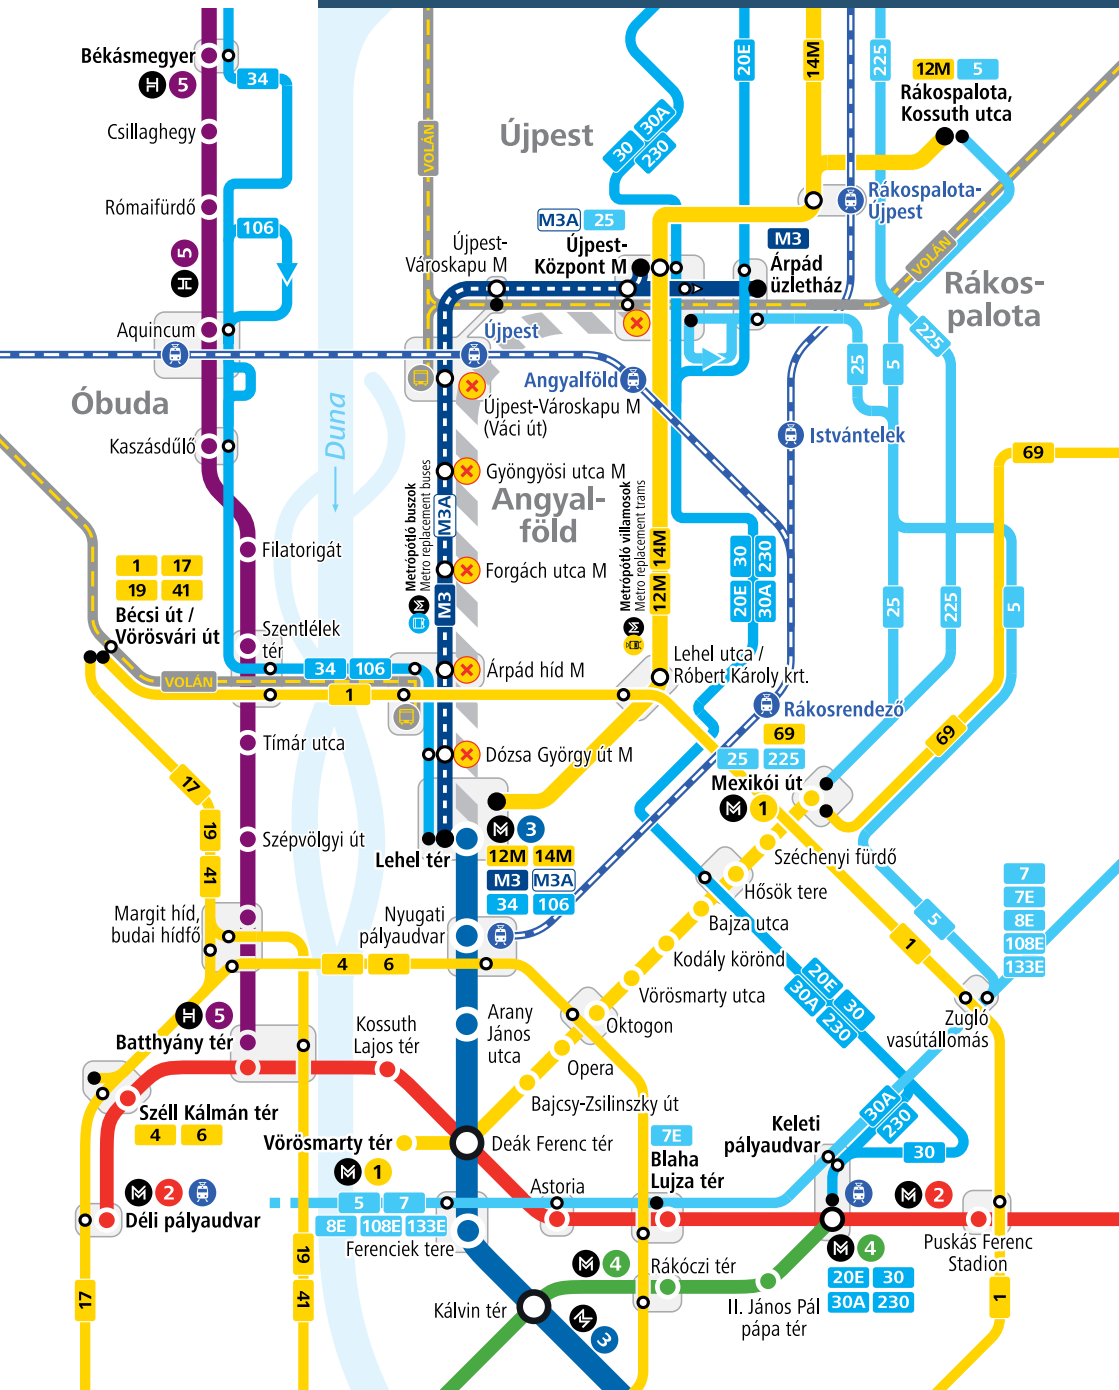 Békásmegyer
5
34
Csillaghegy
Rómaifürdő
106
5
Aquincum
Óbuda
Kaszásdűlő
Duna
Filatorigát
1 17
19 41
Bécsi út /
Vörösvári út
Szentlélek
tér
34 106
VOLÁN
1
Tímár utca
17
19
41
Szépvölgyi út
Margit híd,
budai hídfő
4 6
5
Batthyány tér
Széll Kálmán tér
4 6
2
Déli pályaudvar
17
19
41
VOLÁN
Újpest
30
30A
230
20E
14M
225
12M 5
Rákospalota,
Kossuth utca
Rákospalota-
Újpest
M3A 25
Újpest-
Központ M
Újpest-
Városkapu M
M3
Árpád
üzletház
VOLÁN
Rákos-
palota
225
25
5
Újpest
Angyalföld
Istvántelek
Újpest-Városkapu M
(Váci út)
Gyöngyösi utca M
Angyal-
föld
M3A
Metrópótló buszok
Metro replacement buses
M3
Forgách utca M
Metrópótló villamosok
Metro replacement trams
12M 14M
20E 30
30A 230
69
25
225
5
Árpád híd M
Lehel utca /
Róbert Károly krt.
Rákosrendező
69
25 225
Mexikói út
1
69
Dózsa György út M
Lehel tér
3
12M 14M
M3 M3A
34 106
Széchenyi fürdő
Hősök tere
Bajza utca
Kodály körönd
Vörösmarty utca
Oktogon
Opera
Bajcsy-Zsilinszky út
Nyugati
pályaudvar
Arany
János
utca
Kossuth
Lajos tér
Vörösmarty tér
1
Deák Ferenc tér
5
1
7
7E
8E
108E
133E
20E 30
30A 230
Zugló
vasútállomás
30A
230
30
Keleti
pályaudvar
7E
Blaha
Lujza tér
Astoria
5 7
8E 108E 133E
Ferenciek tere
2
4
20E 30
30A 230
Puskás Ferenc
Stadion
1
4
Rákóczi tér
II. János Pál
pápa tér
Kálvin tér
3